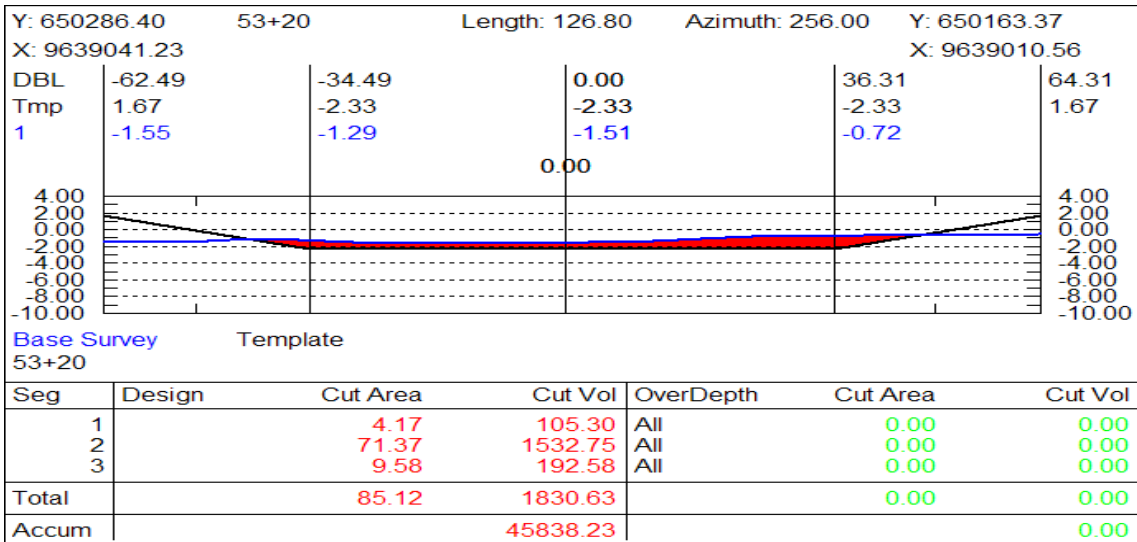 Y: 650286.40 53+20 Length: 126.80 Azimuth: 256.00 Y: 650163.37
X: 9639041.23 X: 9639010.56
DBL -62.49 -34.49 0.00 36.31 64.31
Tmp 1.67 -2.33 -2.33 -2.33 1.67
1 -1.55 -1.29 -1.51 -0.72
0.00
4.00 4.00
2.00 2.00
0.00 0.00
-2.00 -2.00
-4.00 -4.00
-6.00 -6.00
-8.00 -8.00
-10.00 -10.00
Base Survey Template
53+20
Seg Design Cut Area Cut Vol OverDepth Cut Area Cut Vol
1 4.17 105.30 All 0.00 0.00
2 71.37 1532.75 All 0.00 0.00
3 9.58 192.58 All 0.00 0.00
Total 85.12 1830.63 0.00 0.00
Accum 45838.23 0.00